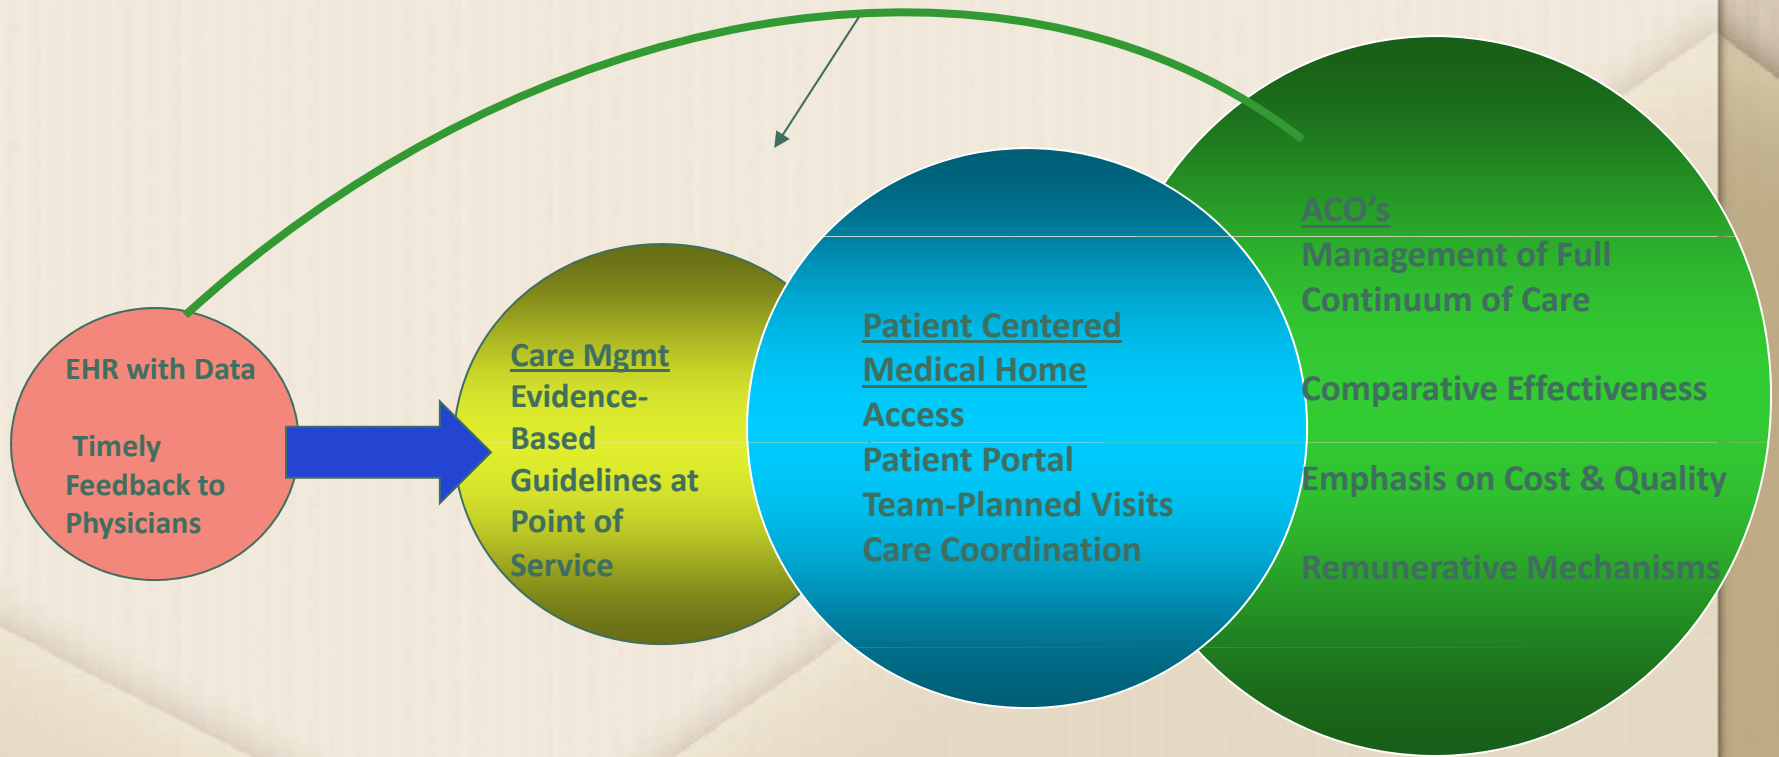 EHR with Data
Timely
Feedback to
Physicians
Care Mgmt
Evidence-
Based
Guidelines at
Point of
Service
Patient Centered
Medical Home
Access
Patient Portal
Team-Planned Visits
Care Coordination
ACO's
Management of Full
Continuum of Care
Comparative Effectiveness
Emphasis on Cost & Quality
Remunerative Mechanisms